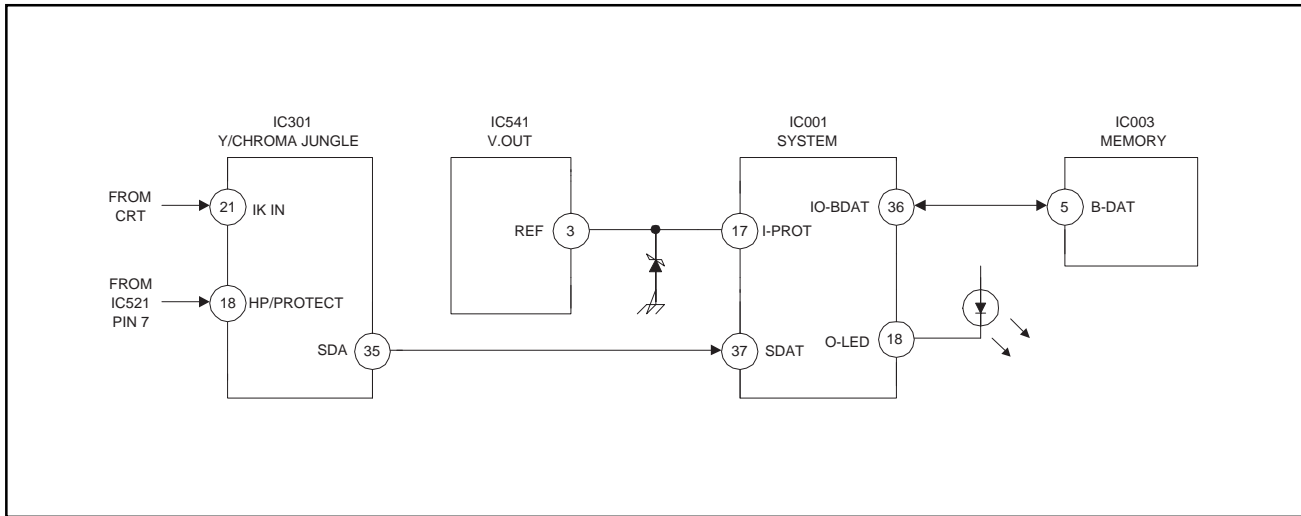 IC301
Y/CHROMA JUNGLE
IC541
V.OUT
IC001
SYSTEM
IC003
MEMORY
FROM
CRT
21
IK IN
REF
3
17
I-PROT
IO-BDAT
36
5
B-DAT
FROM
IC521
PIN 7
18
HP/PROTECT
SDA
35
37
SDAT
O-LED
18